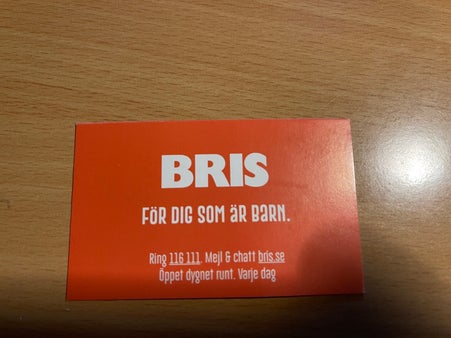 BRIS
FÖR DIG SOM ÄR BARN.
Ring 116 111. Mejl & chatt bris.se
Öppet dygnet runt. Varje dag